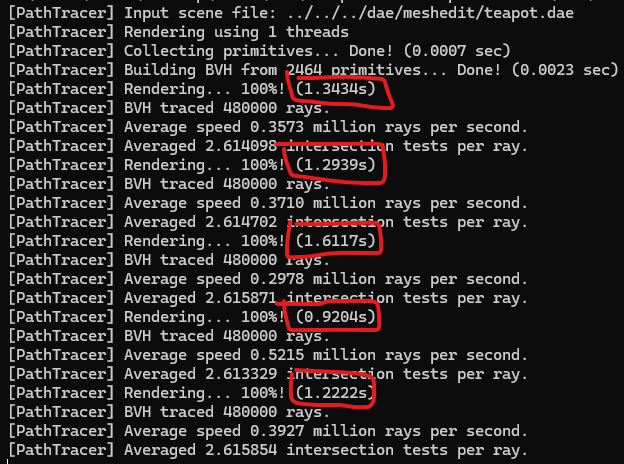 [PathTracer] Input scene file: ../../../dae/meshedit/teapot.dae
[PathTracer] Rendering using 1 threads
[PathTracer] Collecting primitives... Done! (0.0007 sec)
[PathTracer] Building BVH from 2464 primitives... Done! (0.0023 sec)
[PathTracer] Rendering... 100%! (1.3434s)
[PathTracer] BVH traced 480000 rays.
[PathTracer] Average speed 0.3573 million rays per second.
[PathTracer] Averaged 2.614098 intersection tests per ray.
[PathTracer] Rendering... 100%! (1.2939s)
[PathTracer] BVH traced 480000 rays.
[PathTracer] Average speed 0.3710 million rays per second.
[PathTracer] Averaged 2.614702 intersection tests per ray.
[PathTracer] Rendering... 100%! (1.6117s)
[PathTracer] BVH traced 480000 rays.
[PathTracer] Average speed 0.2978 million rays per second.
[PathTracer] Averaged 2.615871 intersection tests per ray.
[PathTracer] Rendering... 100%! (0.9204s)
[PathTracer] BVH traced 480000 rays.
[PathTracer] Average speed 0.5215 million rays per second.
[PathTracer] Averaged 2.613329 intersection tests per ray.
[PathTracer] Rendering... 100%! (1.2222s)
[PathTracer] BVH traced 480000 rays.
[PathTracer] Average speed 0.3927 million rays per second.
[PathTracer] Averaged 2.615854 intersection tests per ray.